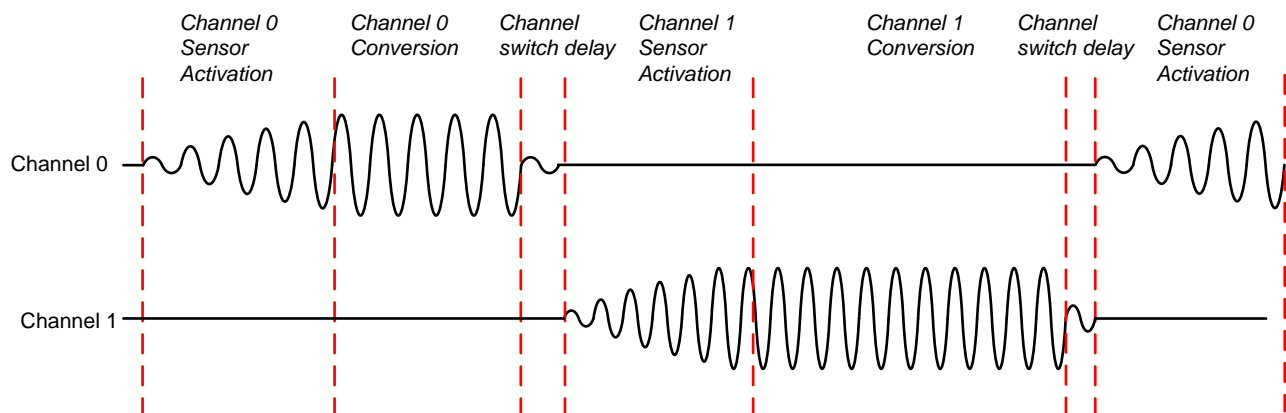 Channel 0
Sensor
Activation
Channel 0
Conversion
Channel
switch delay
Channel 1
Sensor
Activation
Channel 1
Conversion
Channel
switch delay
Channel 0
Sensor
Activation
Channel 0
Channel 1